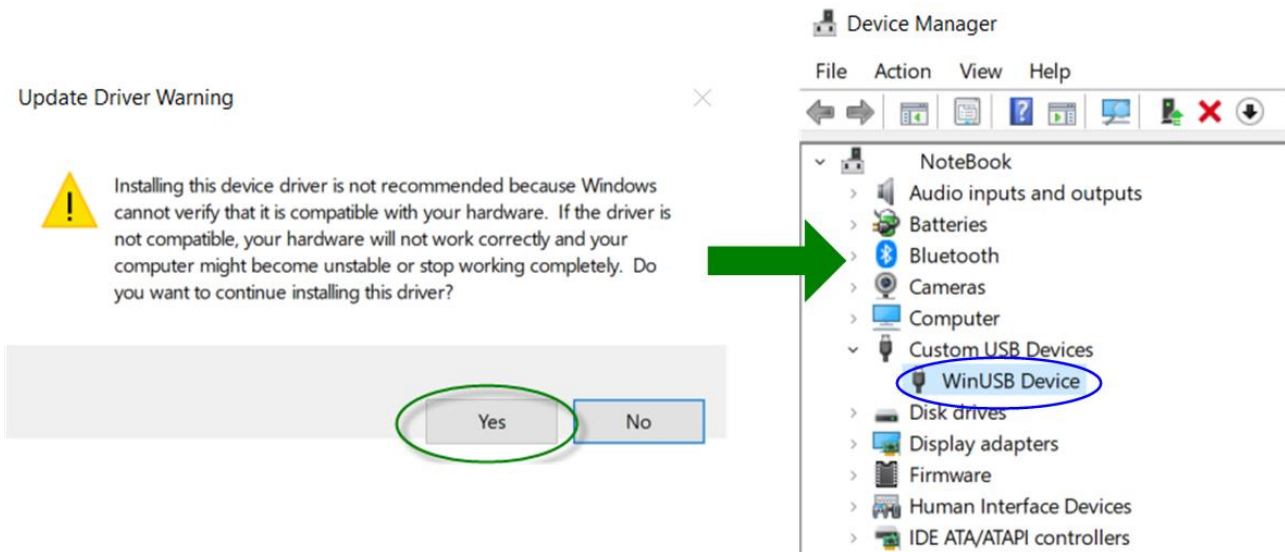 Update Driver Warning
Installing this device driver is not recommended because Windows
cannot verify that it is compatible with your hardware. If the driver is
not compatible, your hardware will not work correctly and your
computer might become unstable or stop working completely. Do
you want to continue installing this driver?
Yes
No
Device Manager
File Action View Help
NoteBook
Audio inputs and outputs
Batteries
Bluetooth
Cameras
Computer
Custom USB Devices
WinUSB Device
Disk drives
Display adapters
Firmware
Human Interface Devices
IDE ATA/ATAPI controllers